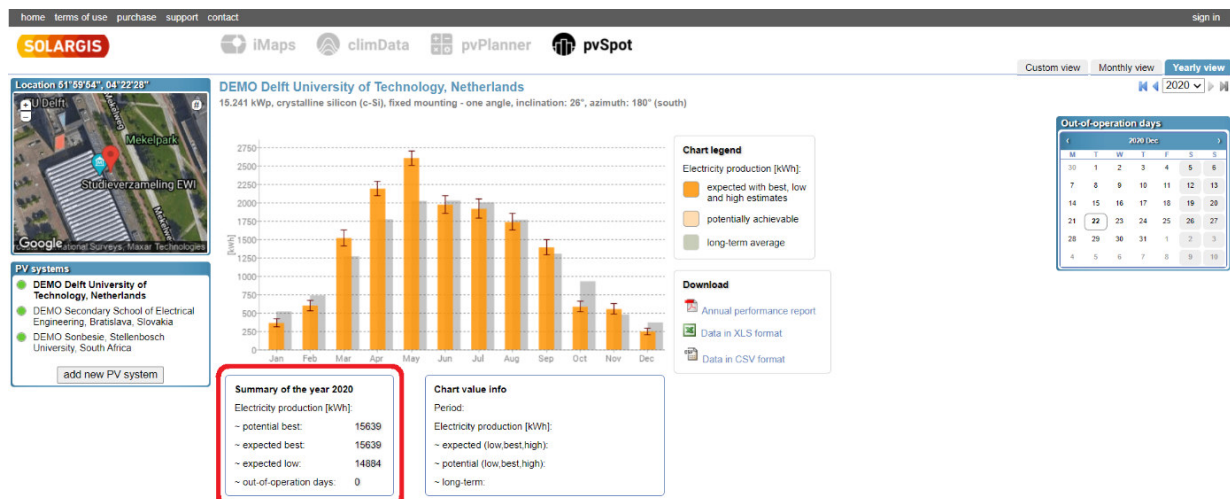 home terms of use purchase support contact sign in
SOLARGIS iMaps climData pvPlanner pvSpot
Custom view Monthly view Yearly view
Location 51°59'54", 04°22'28"
DEMO Delft University of Technology, Netherlands
2020
15.241 kWp, crystalline silicon (c-Si), fixed mounting - one angle, inclination: 26°, azimuth: 180° (south)
U Delft
Mekelweg
Mekelpark
Studieverzameling EWI
Mekelweg
Google
Surveys, Maxar Technologies
PV systems
DEMO Delft University of
Technology, Netherlands
DEMO Secondary School of Electrical
Engineering, Bratislava, Slovakia
DEMO Sonbesie, Stellenbosch
University, South Africa
add new PV system
[kWh]
2750
2500
2250
2000
1750
1500
1250
1000
750
500
250
0
Jan Feb Mar Apr May Jun Jul Aug Sep Oct Nov Dec
Chart legend
Electricity production [kWh]:
expected with best, low
and high estimates
potentially achievable
long-term average
Download
Annual performance report
Data in XLS format
Data in CSV format
Out-of-operation days
2020 Dec
M T W T F S S
30 1 2 3 4 5 6
7 8 9 10 11 12 13
14 15 16 17 18 19 20
21 22 23 24 25 26 27
28 29 30 31 1 2 3
4 5 6 7 8 9 10
Summary of the year 2020
Electricity production [kWh]:
~ potential best: 15639
~ expected best: 15639
~ expected low: 14884
~ out-of-operation days: 0
Chart value info
Period:
Electricity production [kWh]:
~ expected (low,best,high):
~ potential (low,best,high):
~ long-term: